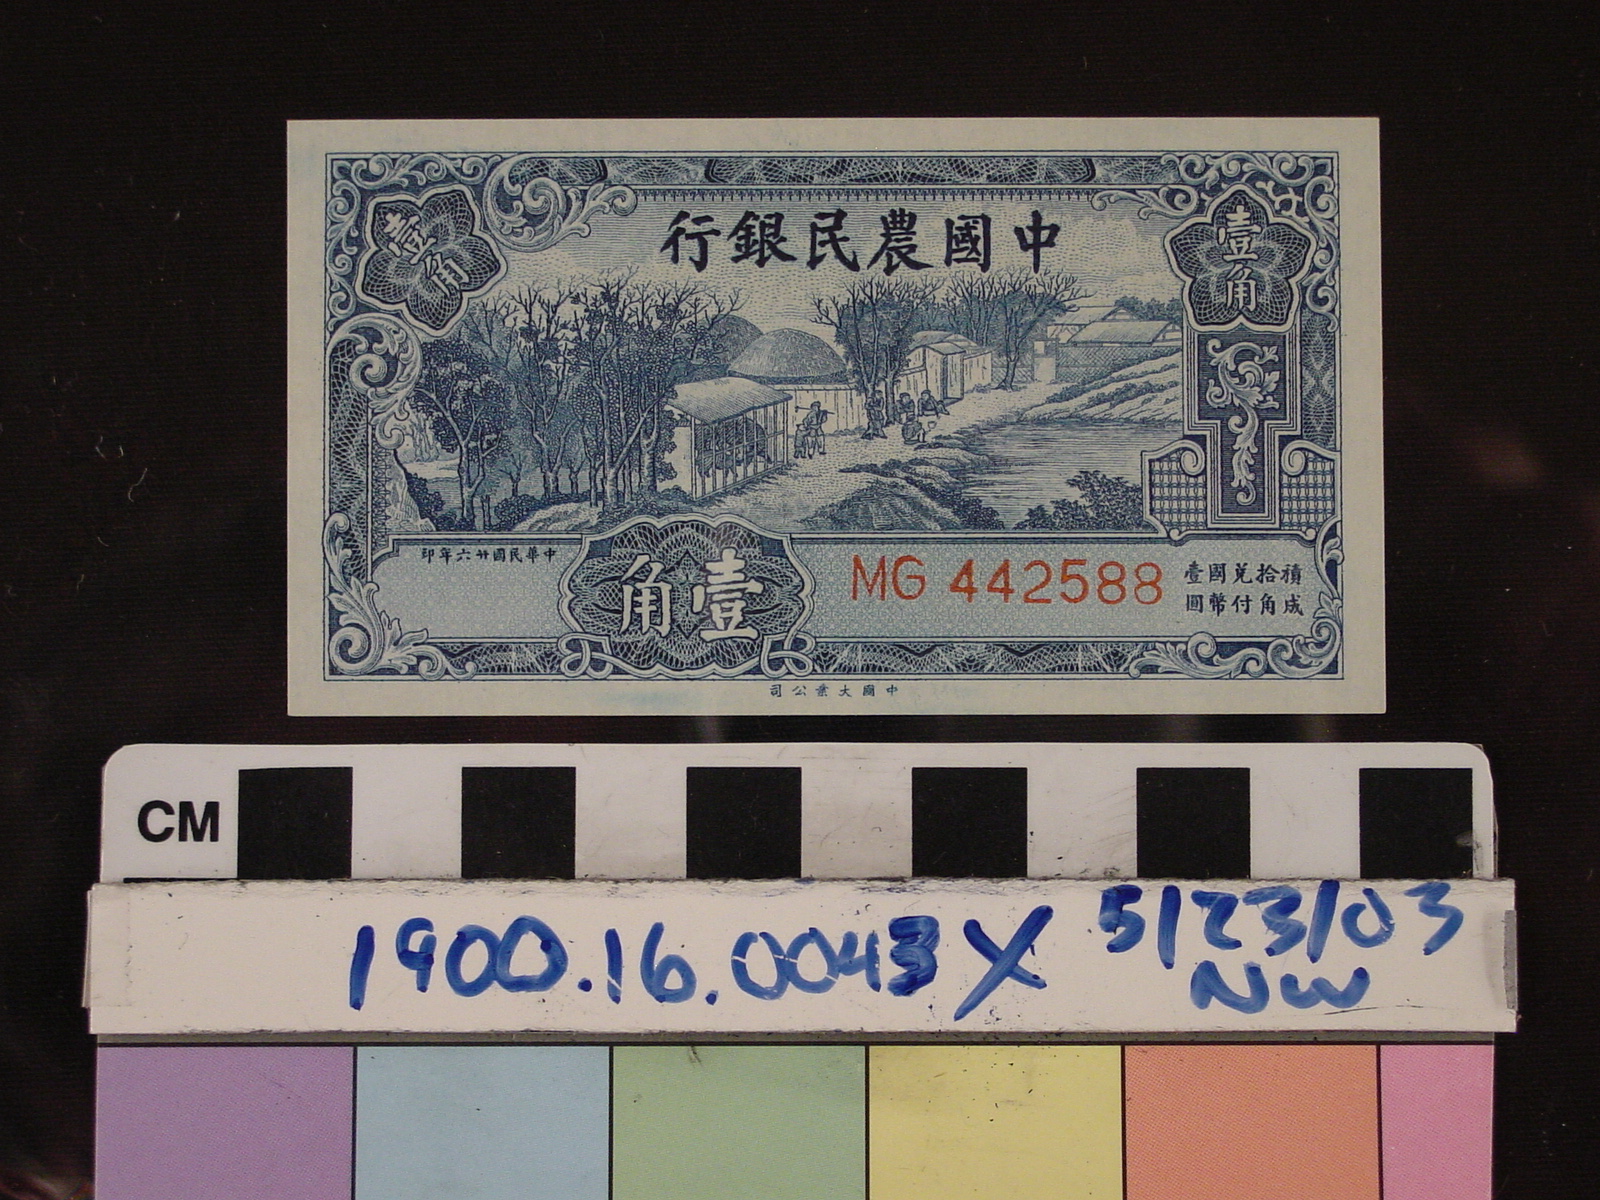 中國農民銀行
壹角
壹角
中華民國廿六年印
壹角
MG 442588
積拾兌國壹
成角付幣圓
中國大業公司
CM
1900.16.0043X
5/23/03
NW